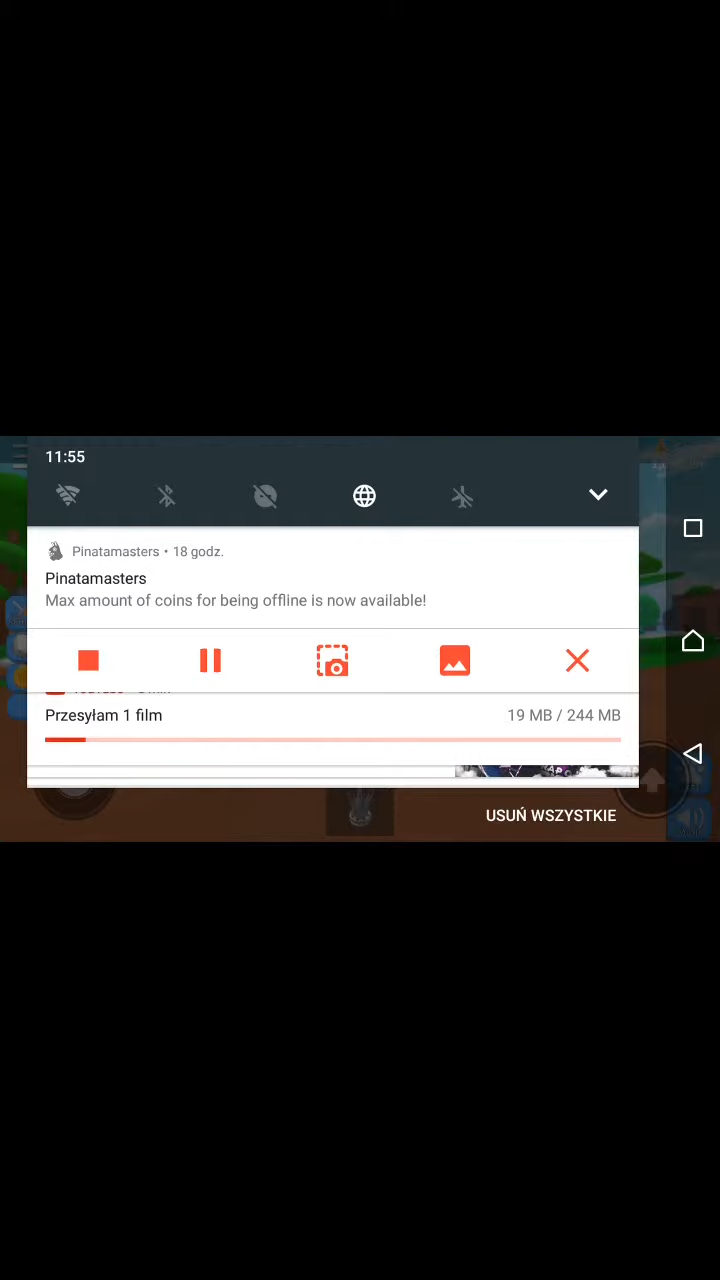 11:55
Pinatamasters • 18 godz.
Pinatamasters
Max amount of coins for being offline is now available!
Przesyłam 1 film 19 MB / 244 MB
USUŃ WSZYSTKIE